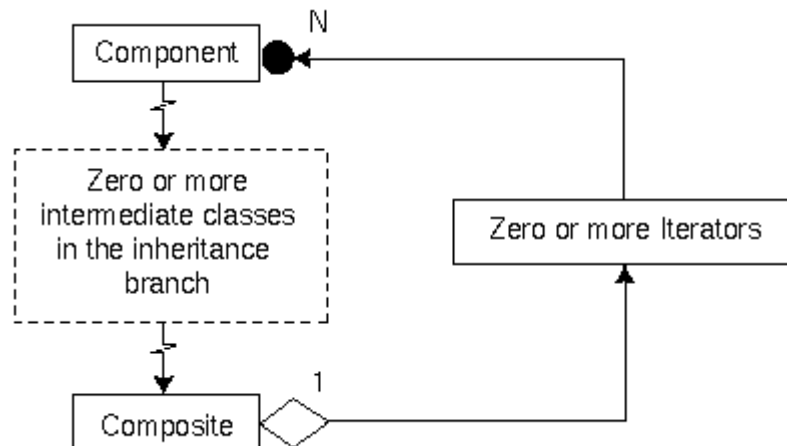 N
Component
Zero or more
intermediate classes
in the inheritance
branch
Zero or more Iterators
1
Composite